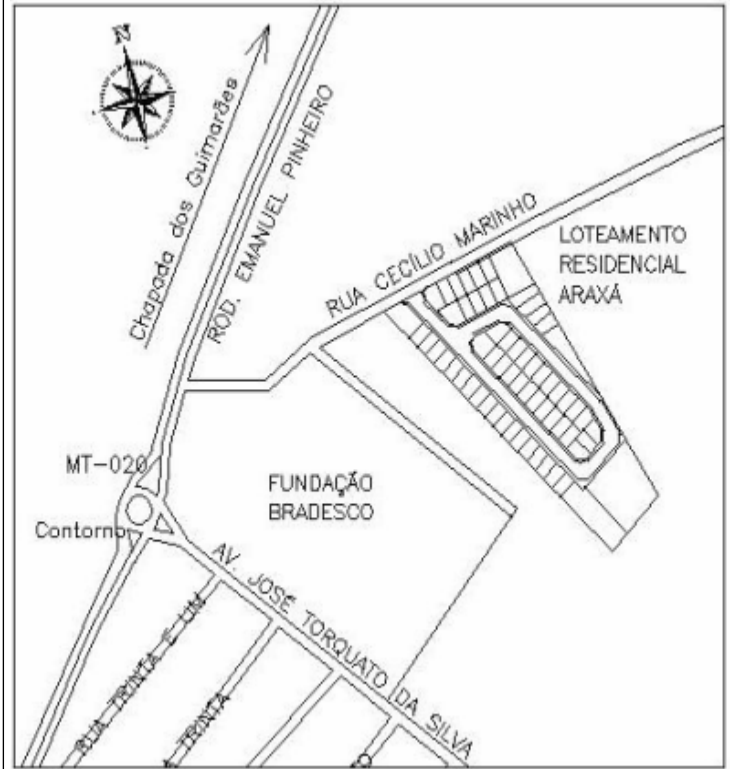 N
Chapada dos Guimarães
ROD. EMANUEL PINHEIRO
RUA CECÍLIO MARINHO
LOTEAMENTO
RESIDENCIAL
ARAXÁ
MT-020
Contorno
FUNDAÇÃO
BRADESCO
AV. JOSÉ TORQUATO DA SILVA
RUA TRINTA E UM
A TRINTA